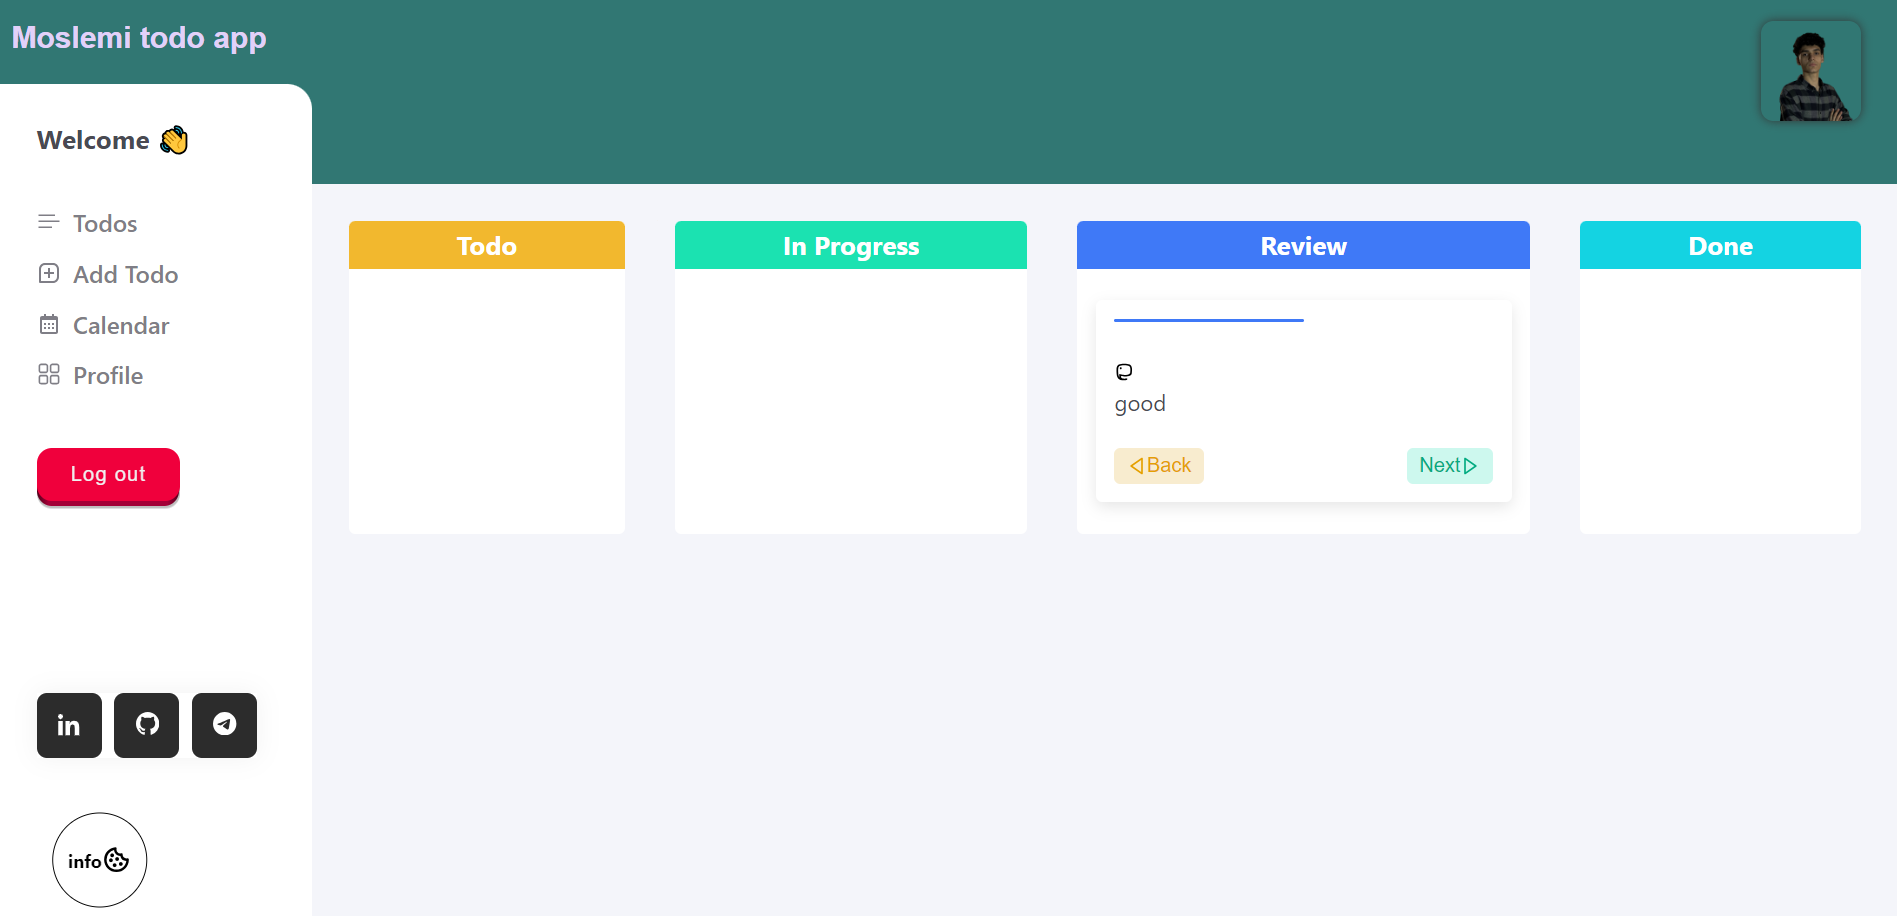 Moslemi todo app
Welcome 👋
Todos
Add Todo
Calendar
Profile
Log out
info
Todo
In Progress
Review
Done
good
Back
Next